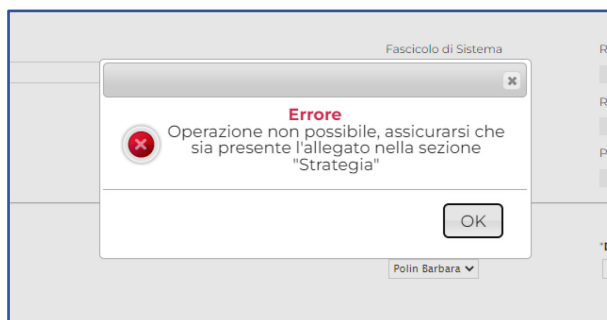 Fascicolo di Sistema
R
R
P
Errore
Operazione non possibile, assicurarsi che
sia presente l'allegato nella sezione
"Strategia"
OK
Polin Barbara